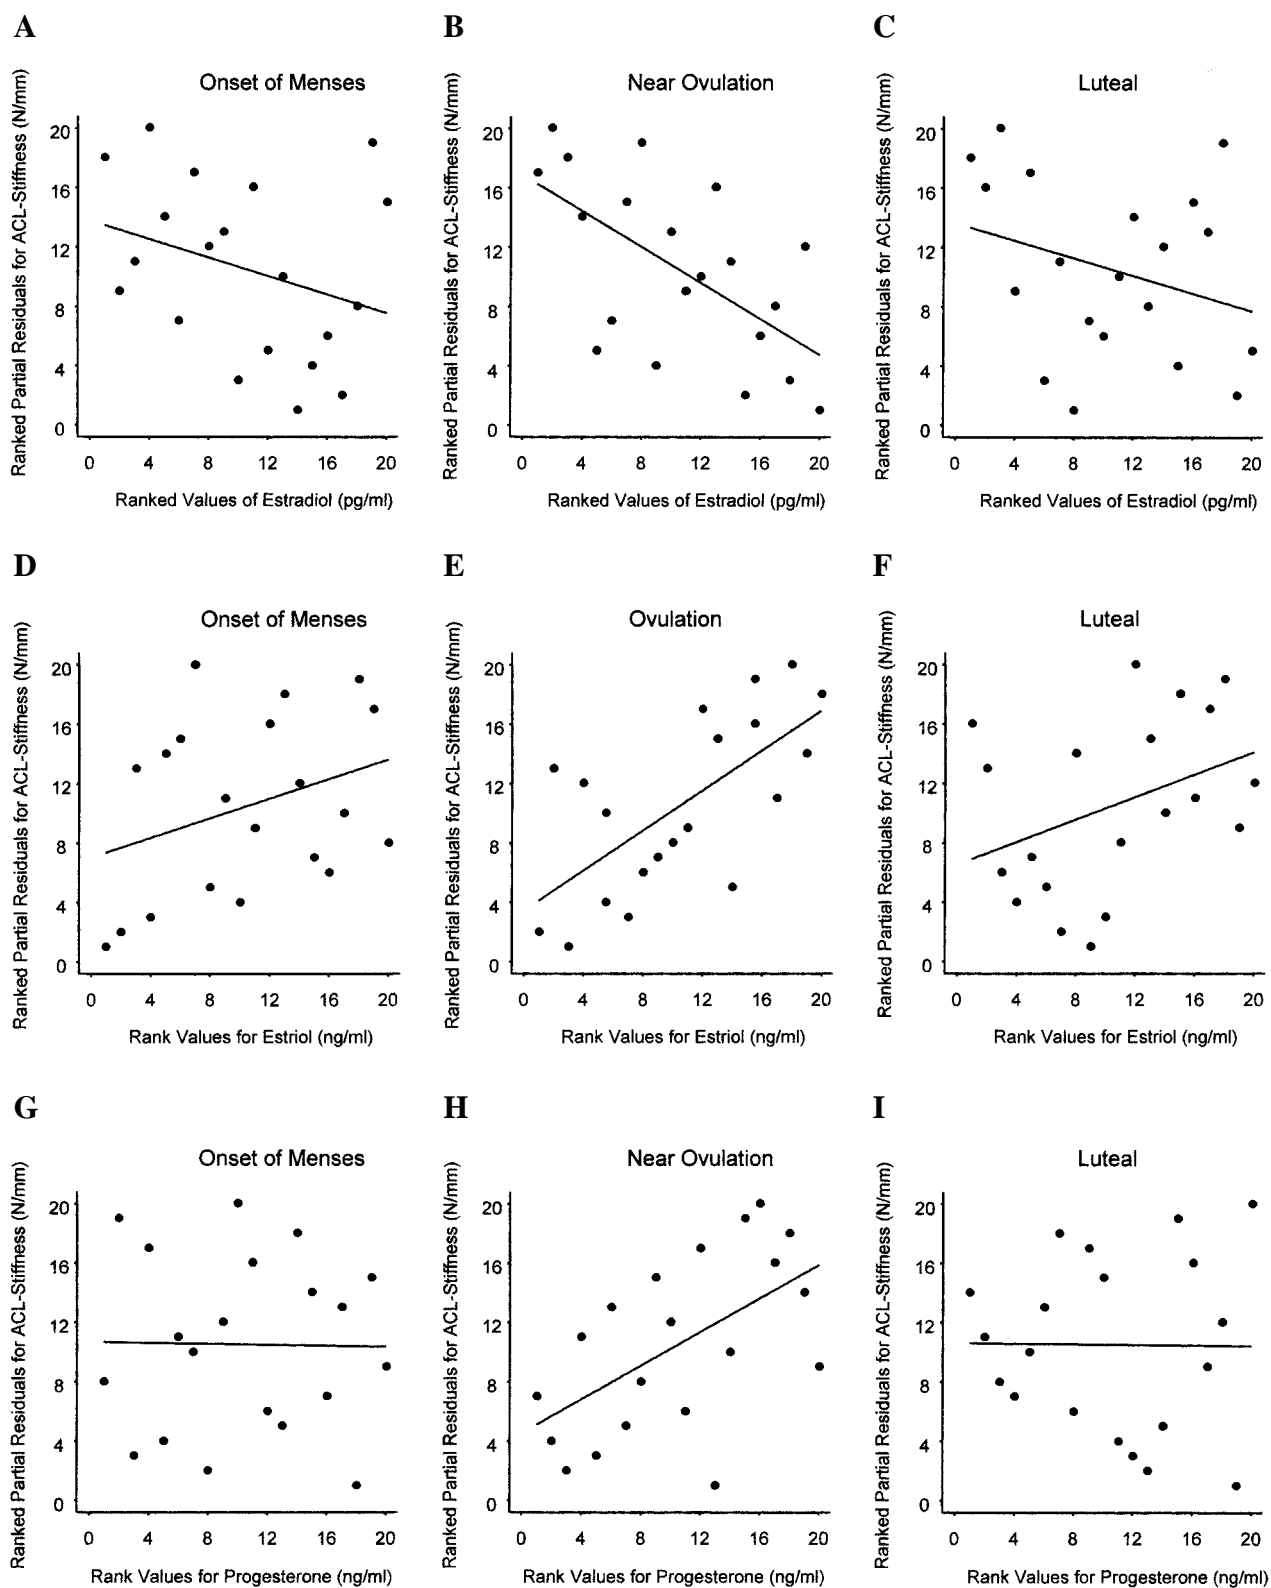 A
B
C
Onset of Menses
Near Ovulation
Luteal
Ranked Partial Residuals for ACL-Stiffness (N/mm)
20
16
12
8
4
0
0 4 8 12 16 20
Ranked Values of Estradiol (pg/ml)
Ranked Partial Residuals for ACL-Stiffness (N/mm)
20
16
12
8
4
0
0 4 8 12 16 20
Ranked Values of Estradiol (pg/ml)
Ranked Partial Residuals for ACL-Stiffness (N/mm)
20
16
12
8
4
0
0 4 8 12 16 20
Ranked Values of Estradiol (pg/ml)
D
E
F
Onset of Menses
Ovulation
Luteal
Ranked Partial Residuals for ACL-Stiffness (N/mm)
20
16
12
8
4
0
0 4 8 12 16 20
Rank Values for Estriol (ng/ml)
Ranked Partial Residuals for ACL-Stiffness (N/mm)
20
16
12
8
4
0
0 4 8 12 16 20
Rank Values for Estriol (ng/ml)
Ranked Partial Residuals for ACL-Stiffness (N/mm)
20
16
12
8
4
0
0 4 8 12 16 20
Rank Values for Estriol (ng/ml)
G
H
I
Onset of Menses
Near Ovulation
Luteal
Ranked Partial Residuals for ACL-Stiffness (N/mm)
20
16
12
8
4
0
0 4 8 12 16 20
Rank Values for Progesterone (ng/ml)
Ranked Partial Residuals for ACL-Stiffness (N/mm)
20
16
12
8
4
0
0 4 8 12 16 20
Rank Values for Progesterone (ng/ml)
Ranked Partial Residuals for ACL-Stiffness (N/mm)
20
16
12
8
4
0
0 4 8 12 16 20
Rank Values for Progesterone (ng/ml)